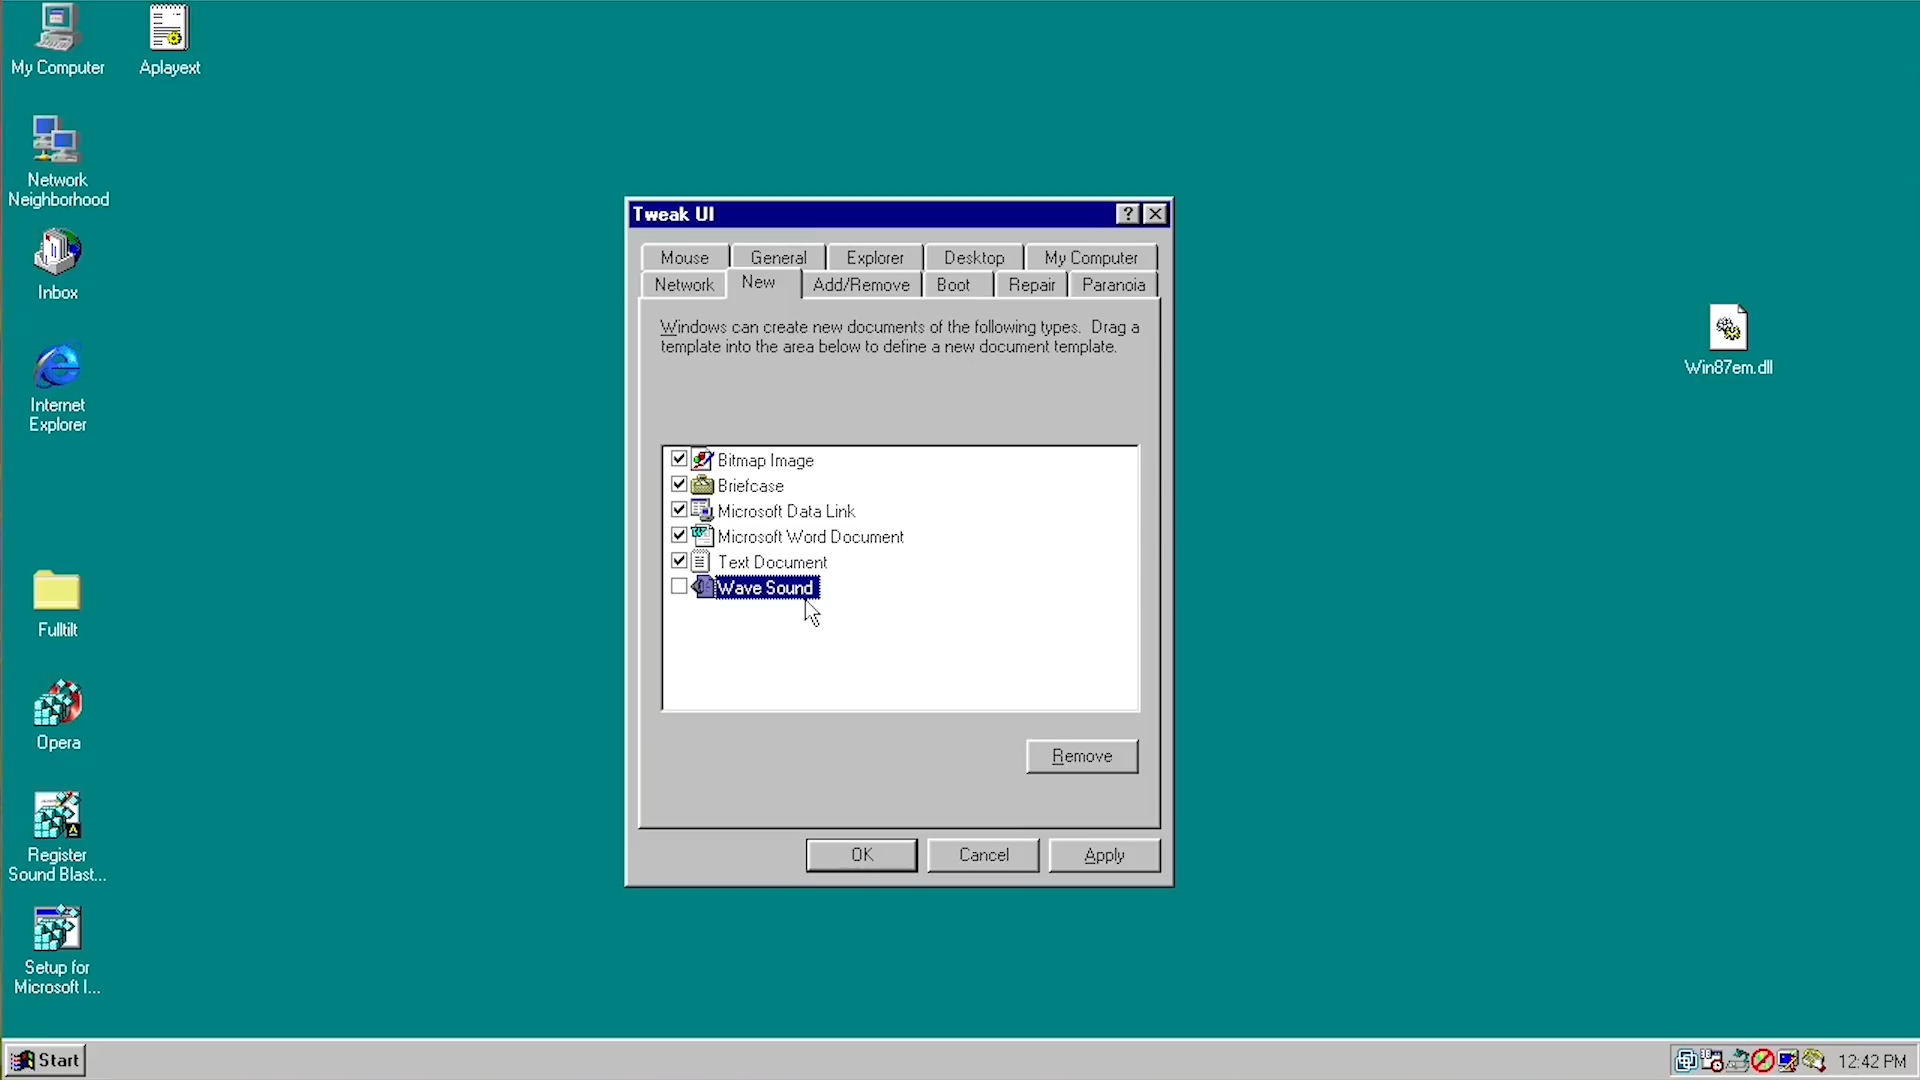 My Computer
Aplayext
Network
Neighborhood
Inbox
Internet
Explorer
Fulltilt
Opera
Register
Sound Blast...
Setup for
Microsoft I...
Tweak UI
Mouse
General
Explorer
Desktop
My Computer
Network
New
Add/Remove
Boot
Repair
Paranoia
Windows can create new documents of the following types. Drag a
template into the area below to define a new document template.
Bitmap Image
Briefcase
Microsoft Data Link
Microsoft Word Document
Text Document
Wave Sound
Remove
OK
Cancel
Apply
Win87em.dll
Start
12:42 PM